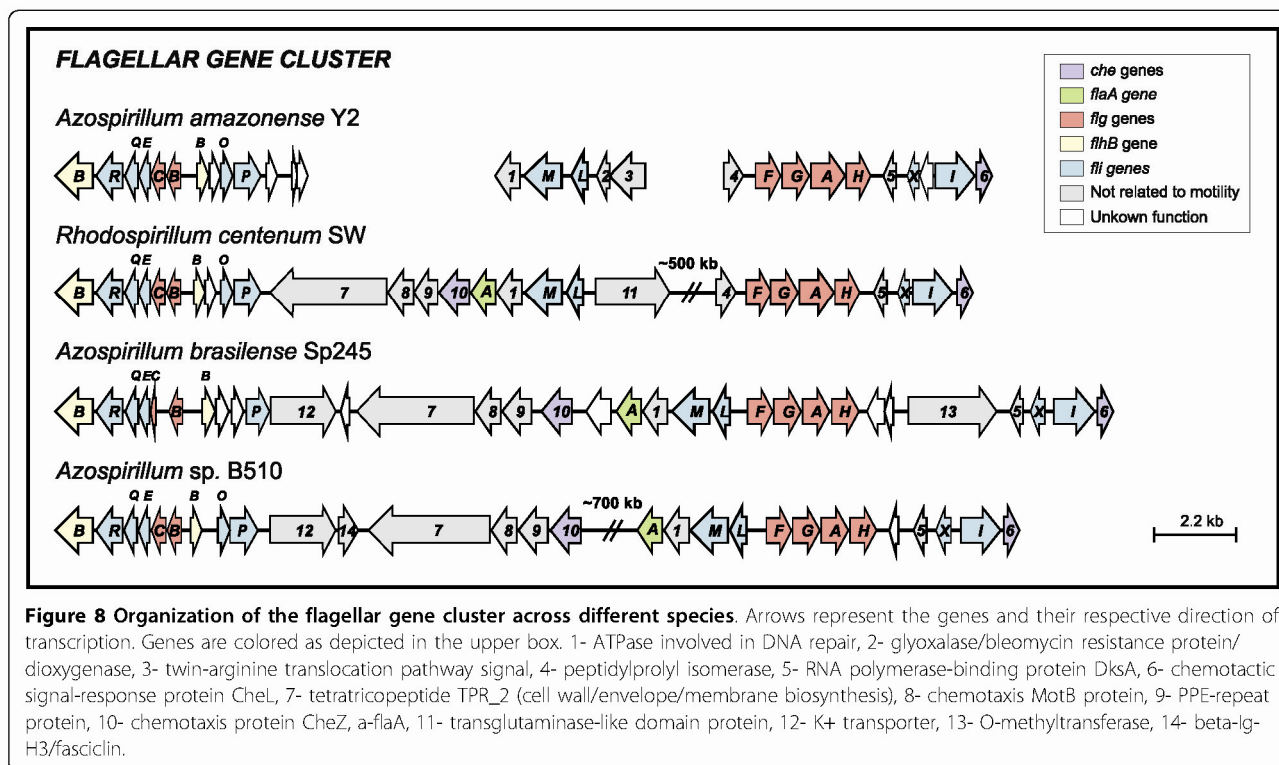 FLAGELLAR GENE CLUSTER
che genes
flaA gene
flg genes
flhB gene
fli genes
Not related to motility
Unkown function
Azospirillum amazonense Y2
Q E B O
B R C B P 1 M L 2 3 4 F G A H 5 X I 6
Rhodospirillum centenum SW
Q E B O ~500 kb
B R C B P 7 8 9 10 A 1 M L 11 4 F G A H 5 X I 6
Azospirillum brasilense Sp245
Q E C B
B R B P 12 7 8 9 10 A 1 M L F G A H 13 5 X I 6
Azospirillum sp. B510
Q E B O ~700 kb
B R C B P 12 14 7 8 9 10 A 1 M L F G A H 5 X I 6
2.2 kb
Figure 8 Organization of the flagellar gene cluster across different species. Arrows represent the genes and their respective direction of
transcription. Genes are colored as depicted in the upper box. 1- ATPase involved in DNA repair, 2- glyoxalase/bleomycin resistance protein/
dioxygenase, 3- twin-arginine translocation pathway signal, 4- peptidylprolyl isomerase, 5- RNA polymerase-binding protein DksA, 6- chemotactic
signal-response protein CheL, 7- tetratricopeptide TPR_2 (cell wall/envelope/membrane biosynthesis), 8- chemotaxis MotB protein, 9- PPE-repeat
protein, 10- chemotaxis protein CheZ, a-flaA, 11- transglutaminase-like domain protein, 12- K+ transporter, 13- O-methyltransferase, 14- beta-Ig-
H3/fasciclin.